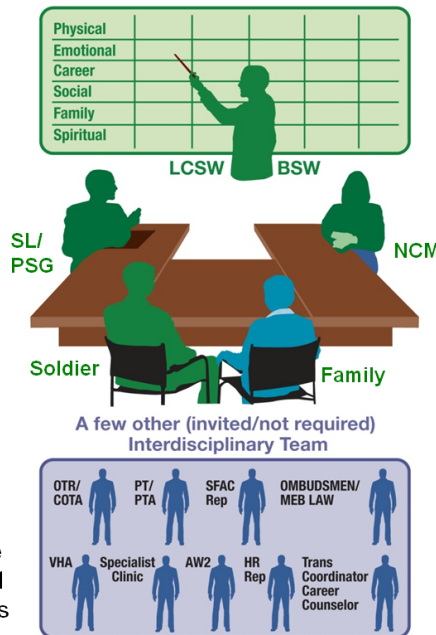 Physical
Emotional
Career
Social
Family
Spiritual
LCSW BSW
SL/
PSG
NCM
Soldier
Family
A few other (invited/not required)
Interdisciplinary Team
OTR/
COTA
PT/
PTA
SFAC
Rep
OMBUDSMEN/
MEB LAW
VHA
Specialist
Clinic
AW2
HR
Rep
Trans
Coordinator
Career
Counselor